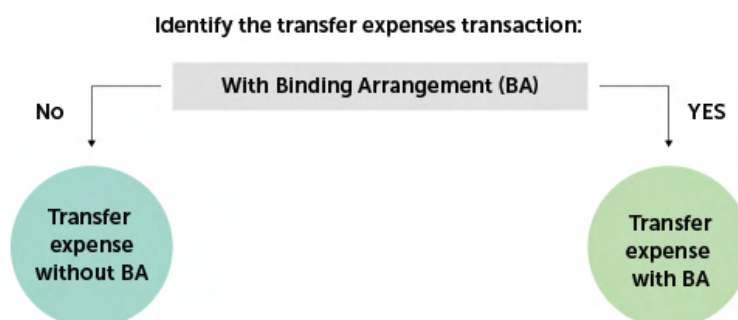 Identify the transfer expenses transaction:
With Binding Arrangement (BA)
No
YES
Transfer
expense
without BA
Transfer
expense
with BA